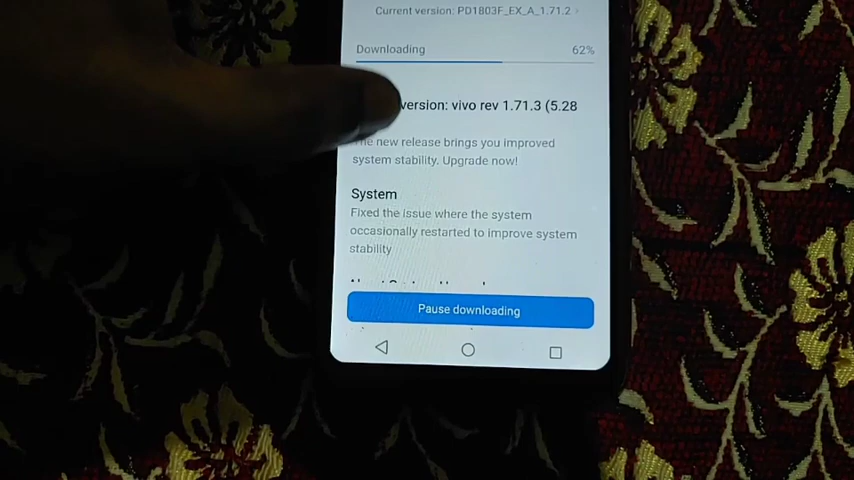 Current version: PD1803F_EX_A_1.71.2 >
Downloading 62%
version: vivo rev 1.71.3 (5.28
The new release brings you improved
system stability. Upgrade now!
System
Fixed the issue where the system
occasionally restarted to improve system
stability
Pause downloading